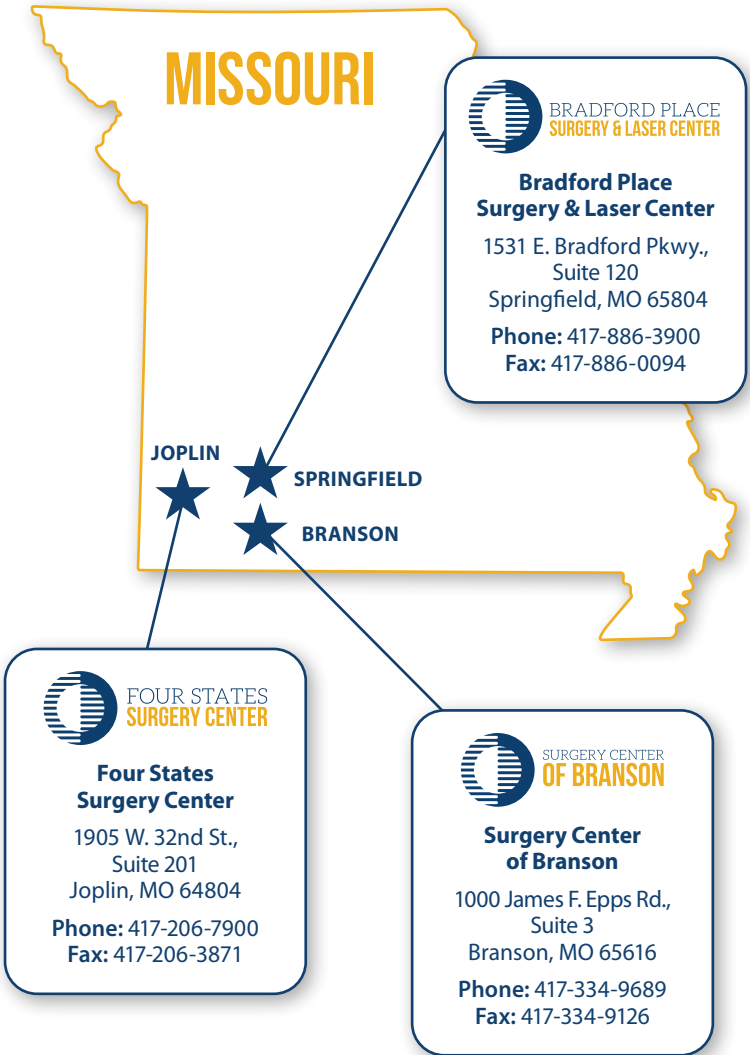 MISSOURI
BRADFORD PLACE
SURGERY & LASER CENTER
Bradford Place
Surgery & Laser Center
1531 E. Bradford Pkwy.,
Suite 120
Springfield, MO 65804
Phone: 417-886-3900
Fax: 417-886-0094
JOPLIN
SPRINGFIELD
BRANSON
FOUR STATES
SURGERY CENTER
Four States
Surgery Center
1905 W. 32nd St.,
Suite 201
Joplin, MO 64804
Phone: 417-206-7900
Fax: 417-206-3871
SURGERY CENTER
OF BRANSON
Surgery Center
of Branson
1000 James F. Epps Rd.,
Suite 3
Branson, MO 65616
Phone: 417-334-9689
Fax: 417-334-9126